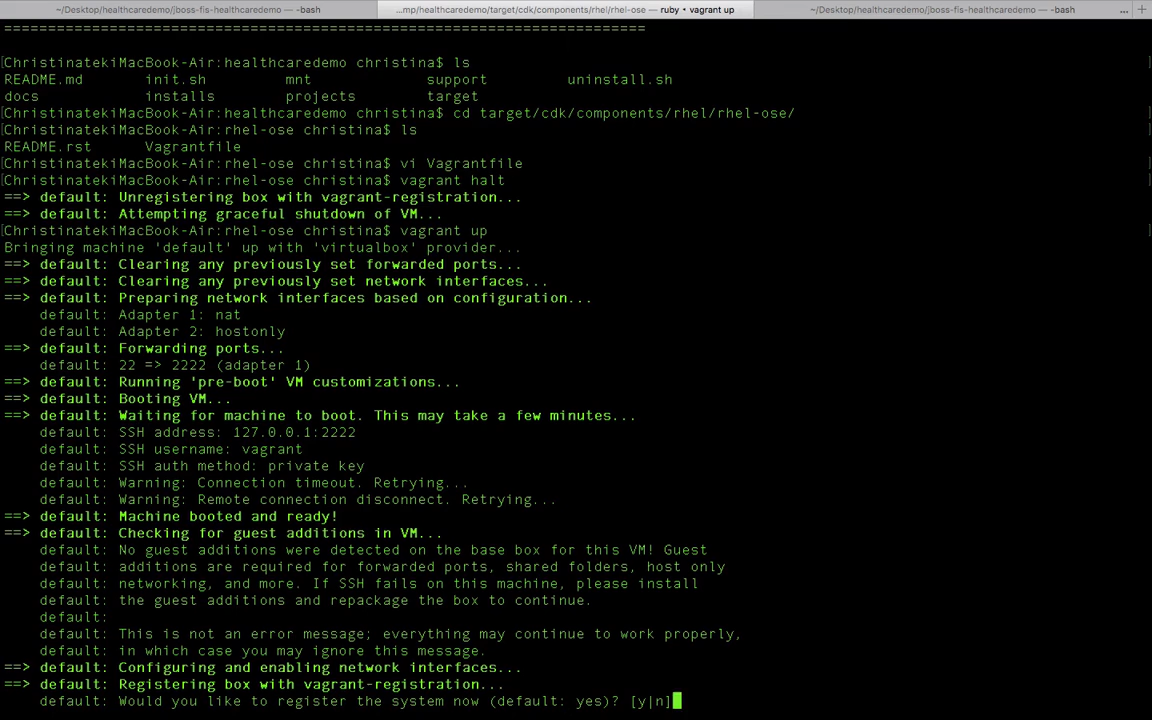 ~/Desktop/healthcaredemo/jboss-fis-healthcaredemo — -bash
...mp/healthcaredemo/target/cdk/components/rhel/rhel-ose — ruby • vagrant up
~/Desktop/healthcaredemo/jboss-fis-healthcaredemo — -bash
... +
=========================================================================
[Christinateki​MacBook-Air:healthcaredemo christina$ ls
README.md init.sh mnt support uninstall.sh
docs installs projects target
[ChristinatekiMacBook-Air:healthcaredemo christina$ cd target/cdk/components/rhel/rhel-ose/
[ChristinatekiMacBook-Air:rhel-ose christina$ ls
README.rst Vagrantfile
[ChristinatekiMacBook-Air:rhel-ose christina$ vi Vagrantfile
[ChristinatekiMacBook-Air:rhel-ose christina$ vagrant halt
==> default: Unregistering box with vagrant-registration...
==> default: Attempting graceful shutdown of VM...
[ChristinatekiMacBook-Air:rhel-ose christina$ vagrant up
Bringing machine 'default' up with 'virtualbox' provider...
==> default: Clearing any previously set forwarded ports...
==> default: Clearing any previously set network interfaces...
==> default: Preparing network interfaces based on configuration...
default: Adapter 1: nat
default: Adapter 2: hostonly
==> default: Forwarding ports...
default: 22 => 2222 (adapter 1)
==> default: Running 'pre-boot' VM customizations...
==> default: Booting VM...
==> default: Waiting for machine to boot. This may take a few minutes...
default: SSH address: 127.0.0.1:2222
default: SSH username: vagrant
default: SSH auth method: private key
default: Warning: Connection timeout. Retrying...
default: Warning: Remote connection disconnect. Retrying...
==> default: Machine booted and ready!
==> default: Checking for guest additions in VM...
default: No guest additions were detected on the base box for this VM! Guest
default: additions are required for forwarded ports, shared folders, host only
default: networking, and more. If SSH fails on this machine, please install
default: the guest additions and repackage the box to continue.
default:
default: This is not an error message; everything may continue to work properly,
default: in which case you may ignore this message.
==> default: Configuring and enabling network interfaces...
==> default: Registering box with vagrant-registration...
default: Would you like to register the system now (default: yes)? [y|n]